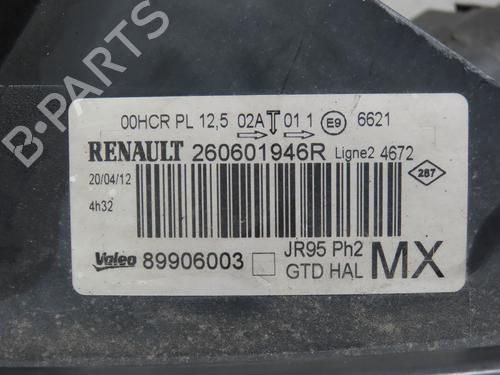 00HCR PL 12,5 02A 01 1 E9 6621
RENAULT 260601946R Ligne2 4672
20/04/12
287
4h32
Valeo 89906003 JR95 Ph2
GTD HAL MX
B-PARTS